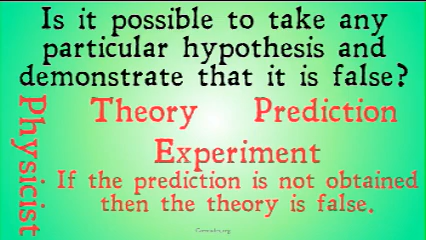 Is it possible to take any
particular hypothesis and
demonstrate that it is false?
Physicist
Theory Prediction
Experiment
If the prediction is not obtained
then the theory is false.